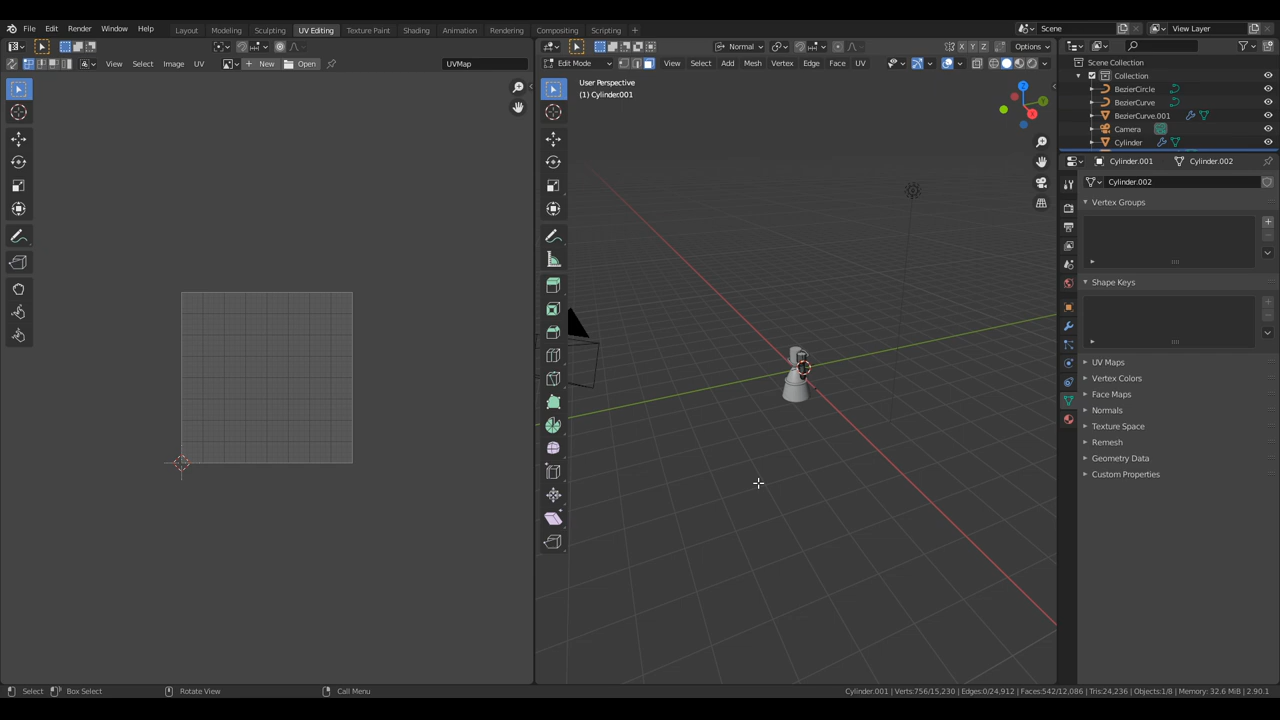 File Edit Render Window Help Layout Modeling Sculpting UV Editing Texture Paint Shading Animation Rendering Compositing Scripting + Scene View Layer
Normal Options
View Select Image UV New Open UVMap
Edit Mode View Select Add Mesh Vertex Edge Face UV
User Perspective
(1) Cylinder.001
Scene Collection
Collection
BezierCircle
BezierCurve
BezierCurve.001
Camera
Cylinder
X Y Z
Cylinder.001 Cylinder.002
Cylinder.002
Vertex Groups
Shape Keys
UV Maps
Vertex Colors
Face Maps
Normals
Texture Space
Remesh
Geometry Data
Custom Properties
Select Box Select Rotate View Call Menu Cylinder.001 | Verts:756/15,230 | Edges:0/24,912 | Faces:542/12,086 | Tris:24,236 | Objects:1/8 | Memory: 32.6 MiB | 2.90.1